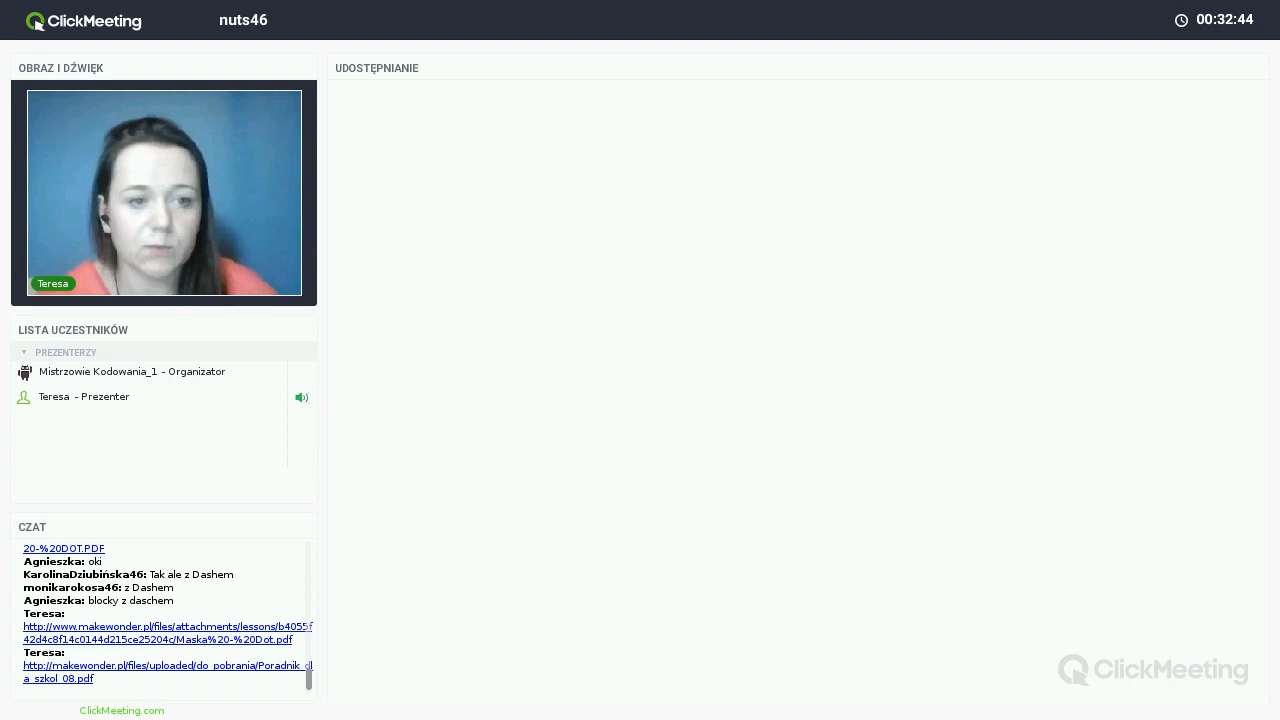 ClickMeeting
nuts46
00:32:44
OBRAZ I DŹWIĘK
Teresa
LISTA UCZESTNIKÓW
PREZENTERZY
Mistrzowie Kodowania_1 - Organizator
Teresa - Prezenter
CZAT
20-%20DOT.PDF
Agnieszka: oki
KarolinaDziubińska46: Tak ale z Dashem
monikarokosa46: z Dashem
Agnieszka: blocky z daschem
Teresa:
http://www.makewonder.pl/files/attachments/lessons/b4055f
42d4c8f14c0144d215ce25204c/Maska%20-%20Dot.pdf
Teresa:
http://makewonder.pl/files/uploaded/do_pobrania/Poradnik_dl
a_szkol_08.pdf
ClickMeeting.com
UDOSTĘPNIANIE
ClickMeeting